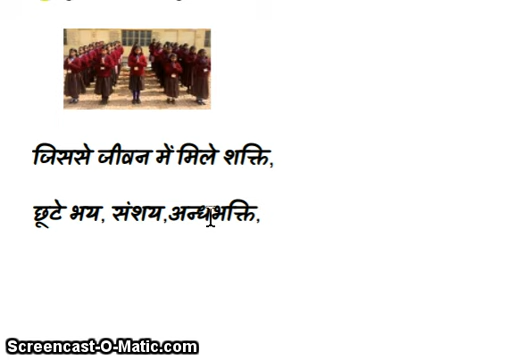 जिससे जीवन में मिले शक्ति,
छूटे भय, संशय,अन्धभक्ति,
Screencast-O-Matic.com